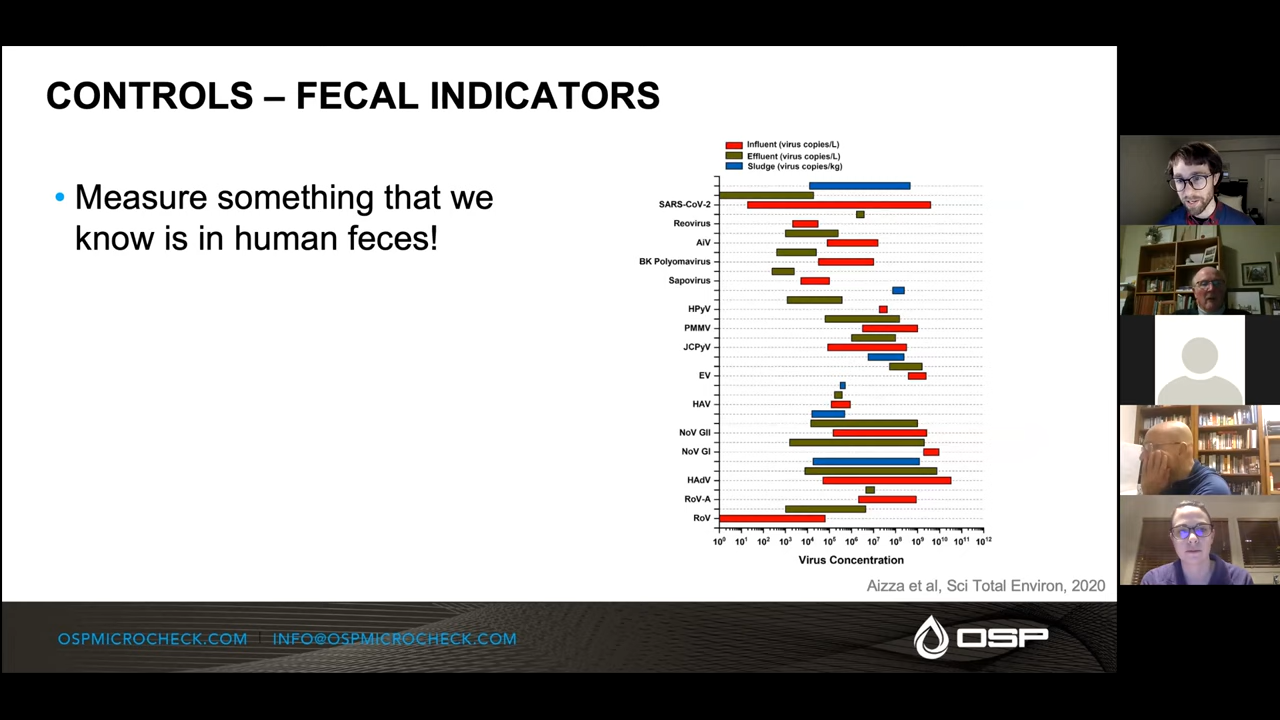 CONTROLS – FECAL INDICATORS
• Measure something that we
know is in human feces!
Influent (virus copies/L)
Effluent (virus copies/L)
Sludge (virus copies/kg)
SARS-CoV-2
Reovirus
AiV
BK Polyomavirus
Sapovirus
HPyV
PMMV
JCPyV
EV
HAV
NoV GII
NoV GI
HAdV
RoV-A
RoV
10⁰ 10¹ 10² 10³ 10⁴ 10⁵ 10⁶ 10⁷ 10⁸ 10⁹ 10¹⁰ 10¹¹ 10¹²
Virus Concentration
Aizza et al, Sci Total Environ, 2020
OSPMICROCHECK.COM | INFO@OSPMICROCHECK.COM
OSP